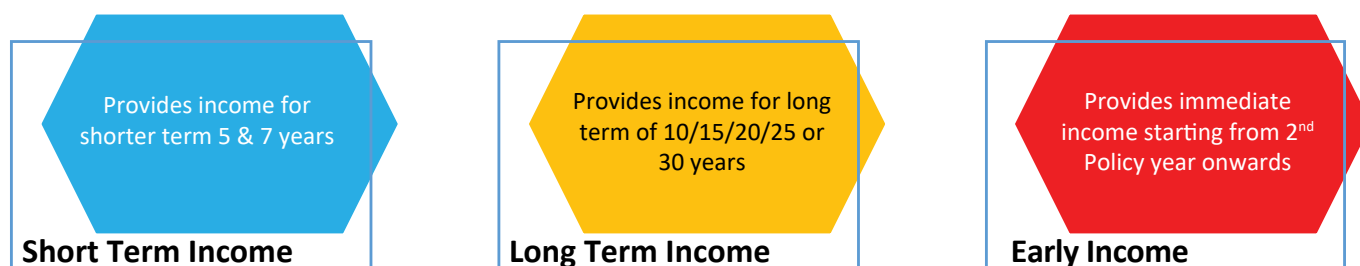 Provides income for
shorter term 5 & 7 years
Short Term Income
Provides income for long
term of 10/15/20/25 or
30 years
Long Term Income
Provides immediate
income starting from 2nd
Policy year onwards
Early Income